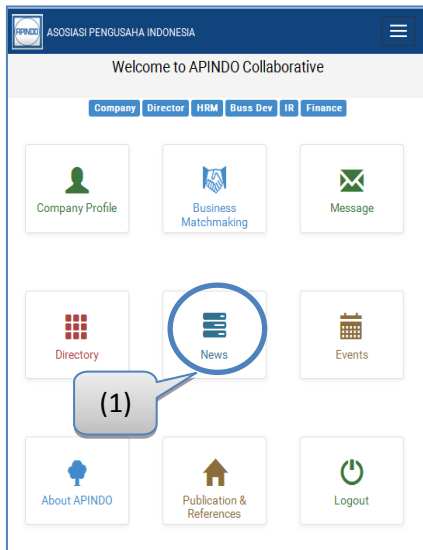 APINDO
ASOSIASI PENGUSAHA INDONESIA
Welcome to APINDO Collaborative
Company Director HRM Buss Dev IR Finance
Company Profile
Business
Matchmaking
Message
Directory
News
Events
(1)
About APINDO
Publication &
References
Logout